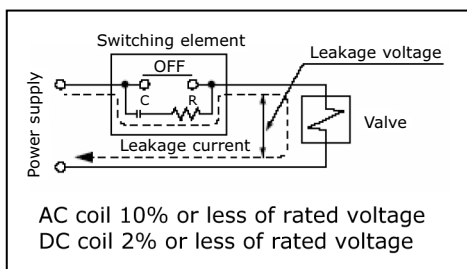 Switching element
Leakage voltage
OFF
C
R
Power supply
Valve
Leakage current
AC coil 10% or less of rated voltage
DC coil 2% or less of rated voltage